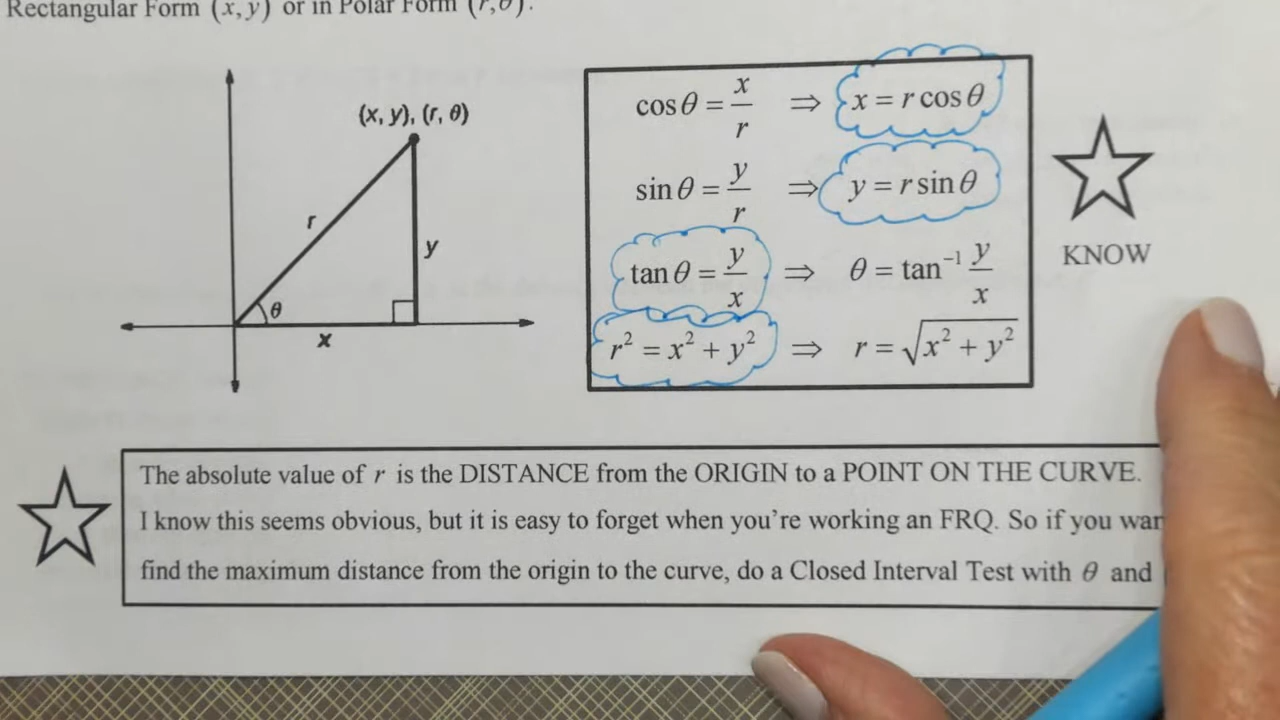 Rectangular Form (x, y) or in Polar Form (r, θ).
(x, y), (r, θ)
r
y
θ
x
cos θ = x/r ⇒ x = r cos θ
sin θ = y/r ⇒ y = r sin θ
tan θ = y/x ⇒ θ = tan⁻¹ y/x
r² = x² + y² ⇒ r = √(x² + y²)
KNOW
The absolute value of r is the DISTANCE from the ORIGIN to a POINT ON THE CURVE.
I know this seems obvious, but it is easy to forget when you're working an FRQ. So if you
find the maximum distance from the origin to the curve, do a Closed Interval Test with θ and